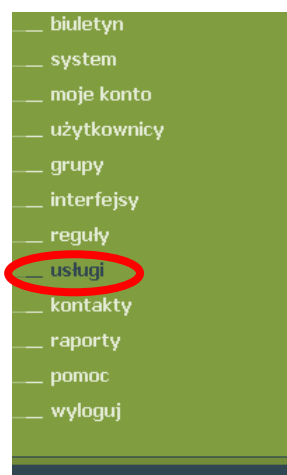 __ biuletyn
__ system
__ moje konto
__ użytkownicy
__ grupy
__ interfejsy
__ reguły
__ usługi
__ kontakty
__ raporty
__ pomoc
__ wyloguj